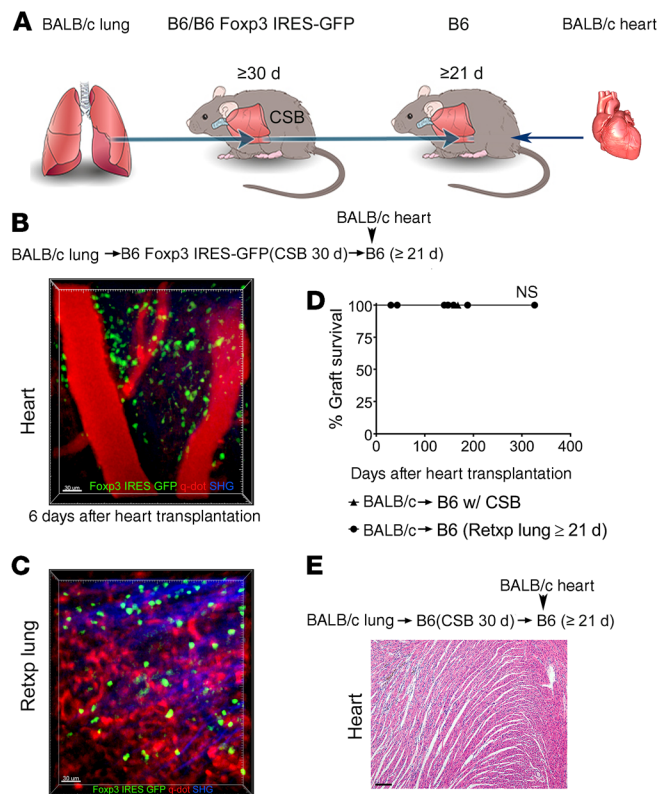 A
BALB/c lung
B6/B6 Foxp3 IRES-GFP
B6
BALB/c heart
≥30 d
≥21 d
CSB
B
BALB/c heart
BALB/c lung → B6 Foxp3 IRES-GFP(CSB 30 d) → B6 (≥ 21 d)
Heart
30 um
Foxp3 IRES GFP q-dot SHG
6 days after heart transplantation
C
Retxp lung
30 um
Foxp3 IRES GFP q-dot SHG
D
% Graft survival
100
75
50
25
0
NS
0 100 200 300 400
Days after heart transplantation
▲ BALB/c → B6 w/ CSB
● BALB/c → B6 (Retxp lung ≥ 21 d)
E
BALB/c heart
BALB/c lung → B6(CSB 30 d) → B6 (≥ 21 d)
Heart